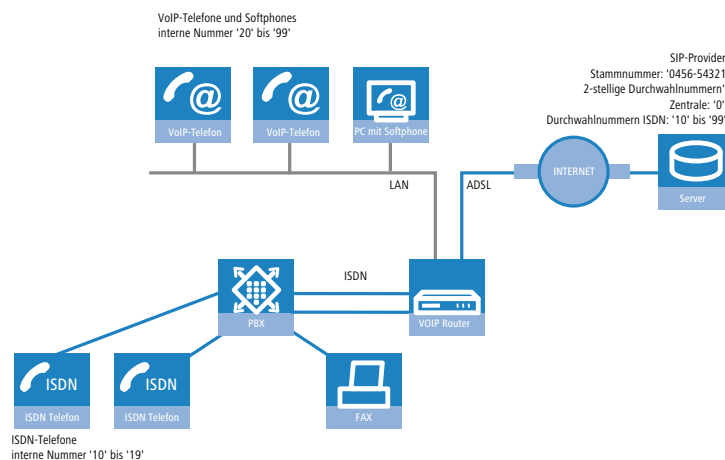 VoIP-Telefone und Softphones
interne Nummer '20' bis '99'
SIP-Provider
Stammnummer: '0456-54321
2-stellige Durchwahlnummern'
Zentrale: '0'
Durchwahlnummern ISDN: '10' bis '99'
@
@
@
VoIP-Telefon
VoIP-Telefon
PC mit Softphone
INTERNET
Server
LAN
ADSL
ISDN
PBX
VOIP Router
ISDN
ISDN
ISDN Telefon
ISDN Telefon
FAX
ISDN-Telefone
interne Nummer '10' bis '19'